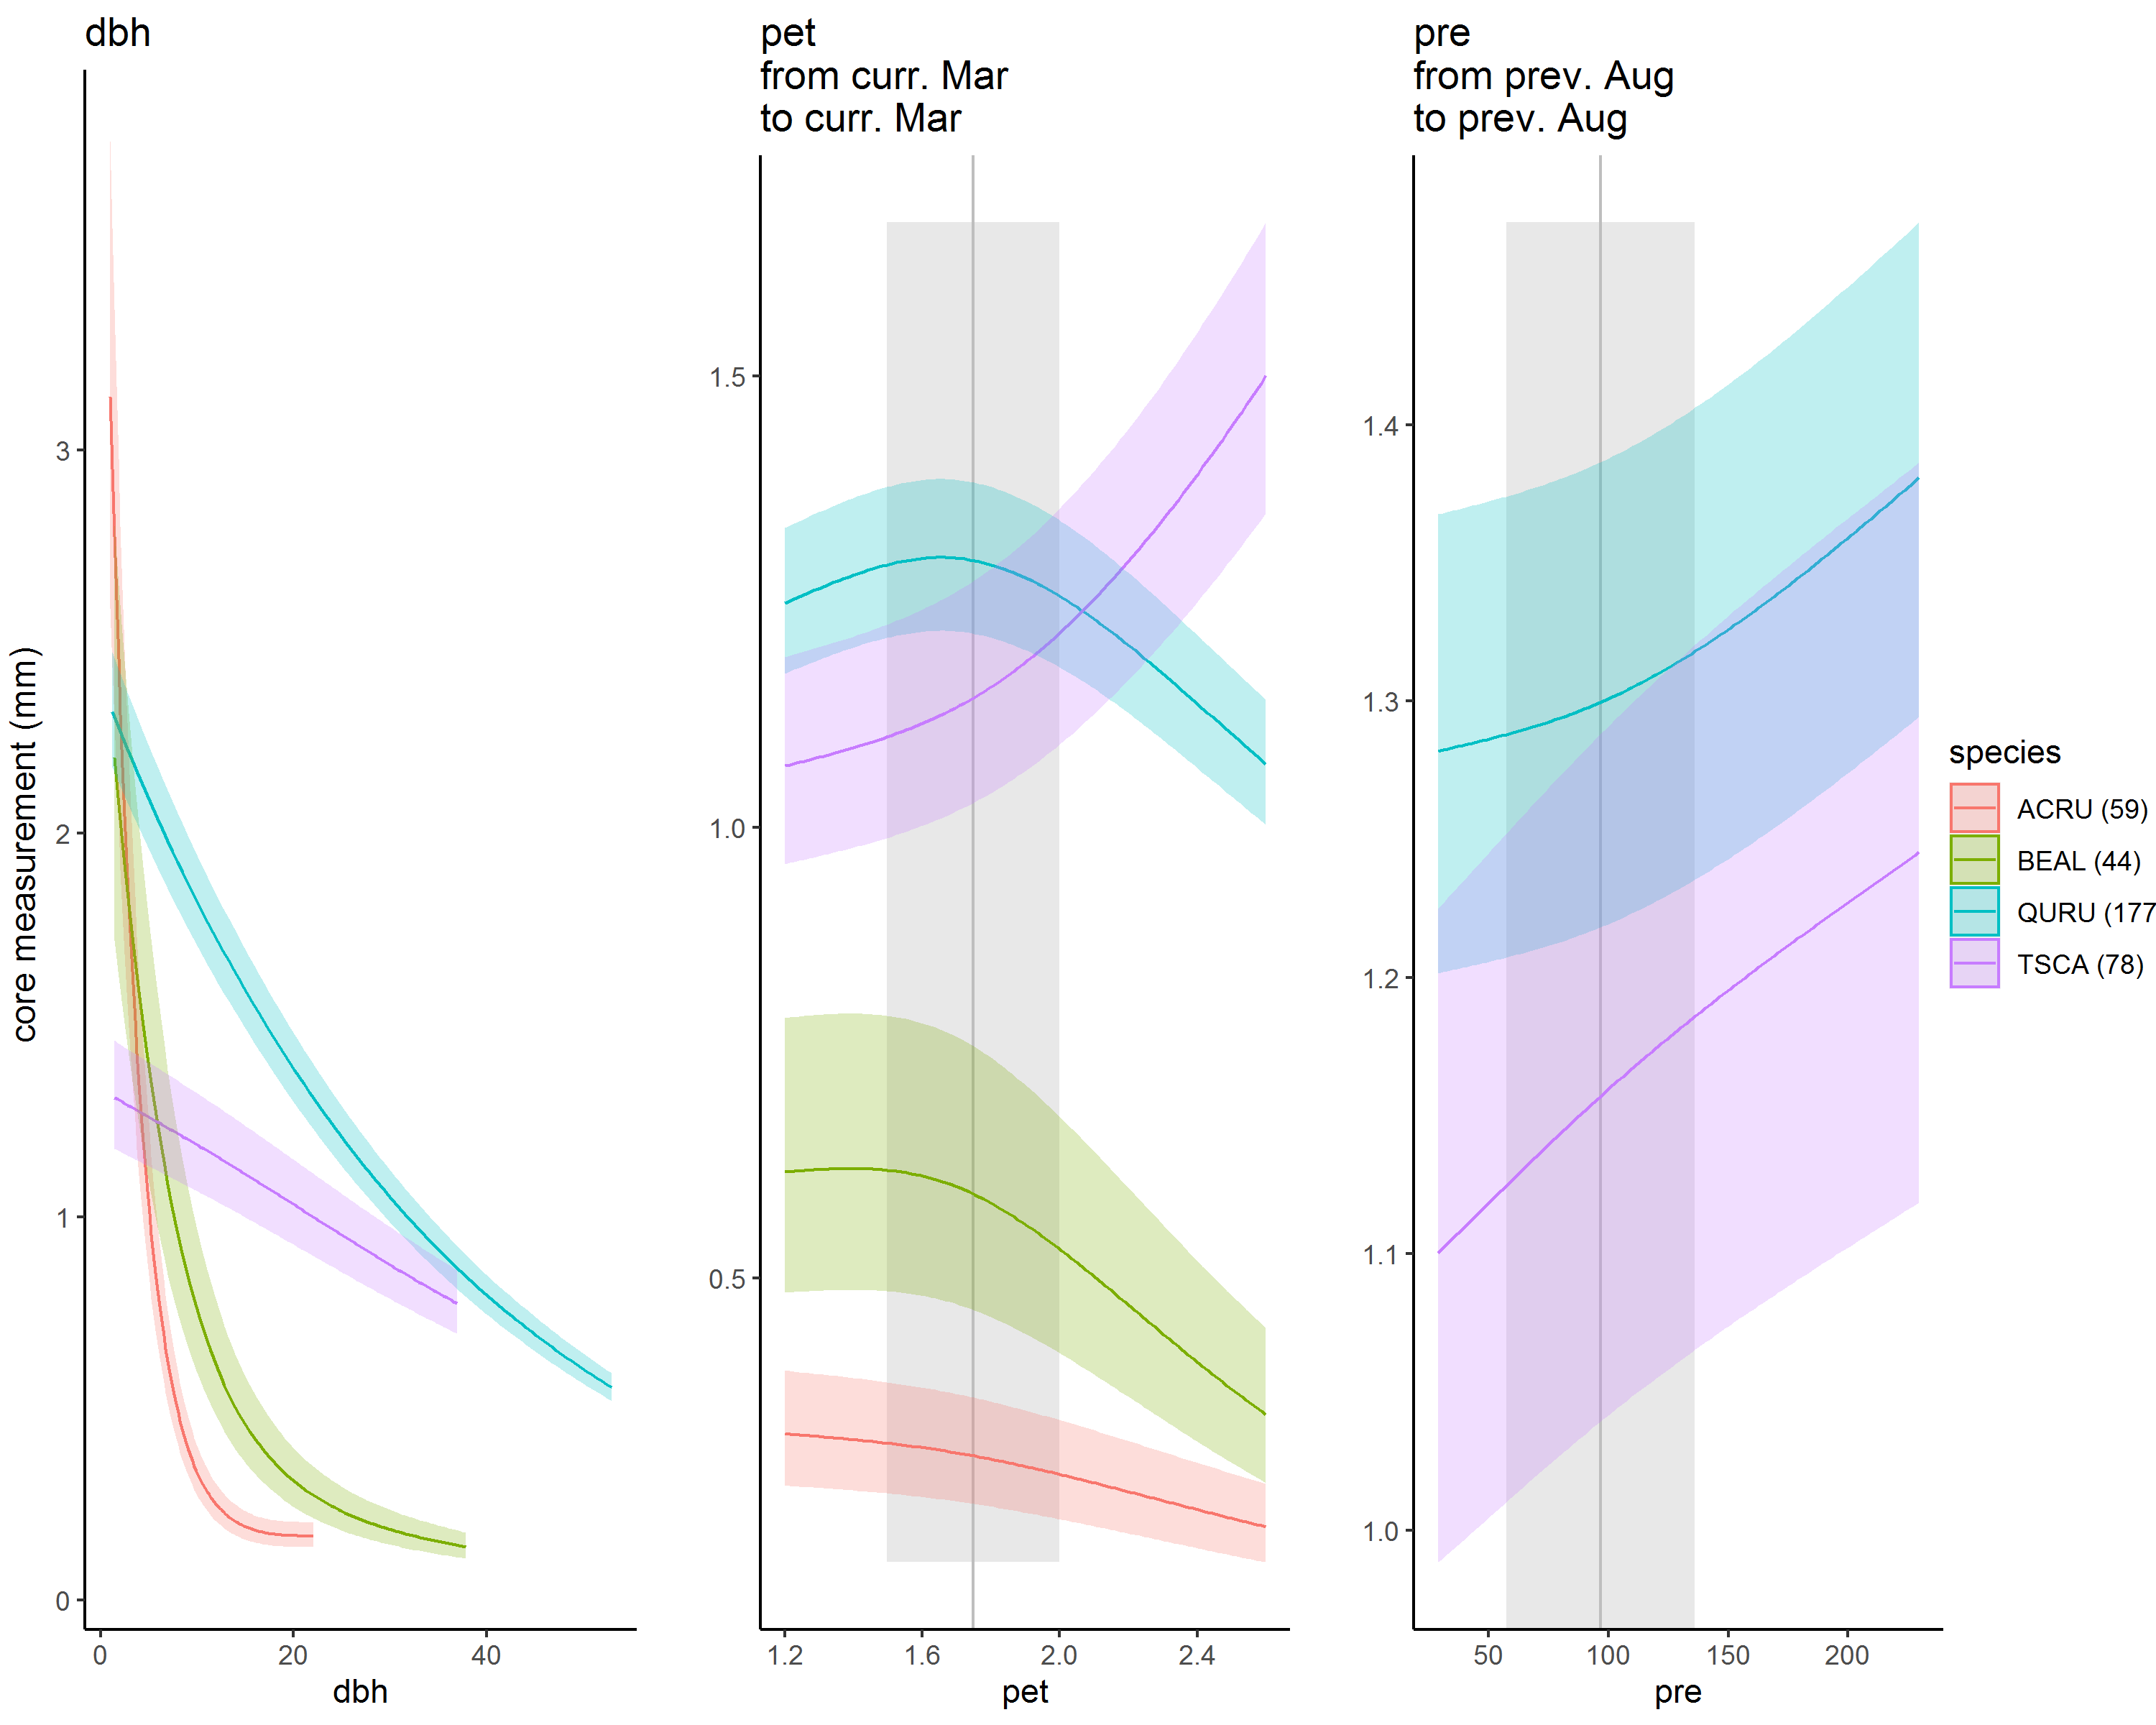 dbh
pet
from curr. Mar
to curr. Mar
pre
from prev. Aug
to prev. Aug
core measurement (mm)
3
2
1
0
0
20
40
dbh
1.5
1.0
0.5
1.2
1.6
2.0
2.4
pet
1.4
1.3
1.2
1.1
1.0
50
100
150
200
pre
species
ACRU (59)
BEAL (44)
QURU (177
TSCA (78)